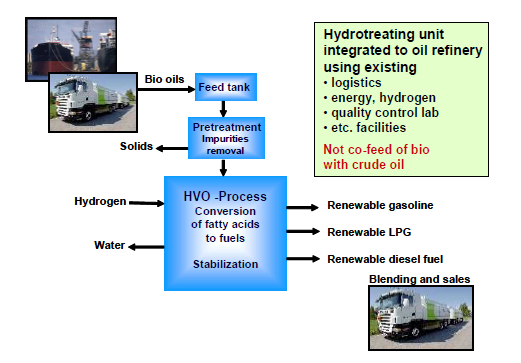 Hydrotreating unit
integrated to oil refinery
using existing
• logistics
• energy, hydrogen
• quality control lab
• etc. facilities
Not co-feed of bio
with crude oil
Bio oils
Feed tank
Pretreatment
Impurities
removal
Solids
HVO -Process
Conversion
of fatty acids
to fuels
Stabilization
Hydrogen
Water
Renewable gasoline
Renewable LPG
Renewable diesel fuel
Blending and sales